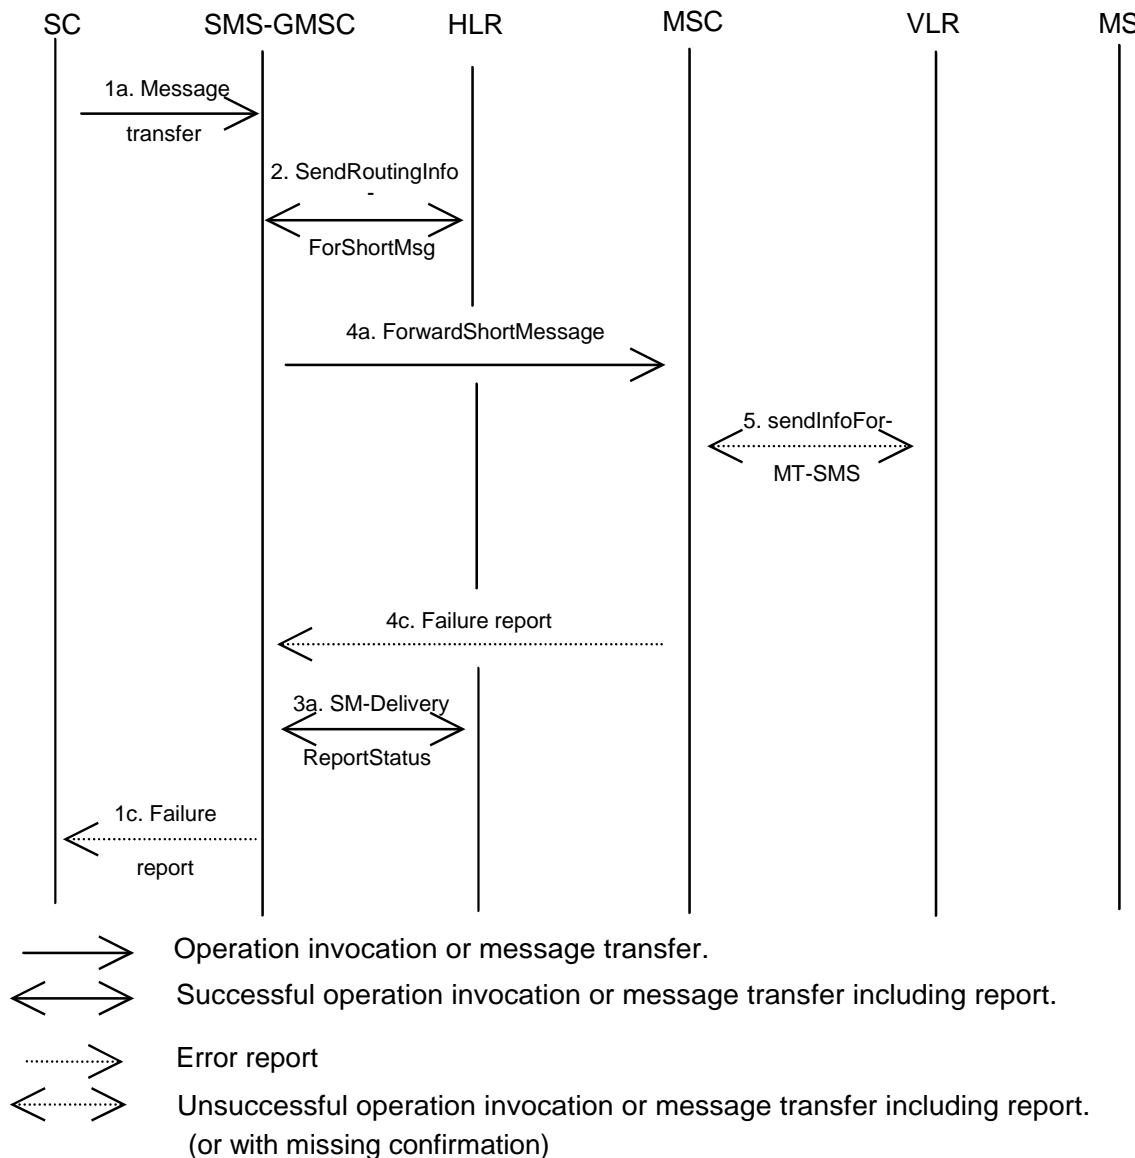 SC SMS-GMSC HLR MSC VLR MS
1a. Message
transfer
2. SendRoutingInfo
-
ForShortMsg
4a. ForwardShortMessage
5. sendInfoFor-
MT-SMS
4c. Failure report
3a. SM-Delivery
ReportStatus
1c. Failure
report
Operation invocation or message transfer.
Successful operation invocation or message transfer including report.
Error report
Unsuccessful operation invocation or message transfer including report.
(or with missing confirmation)